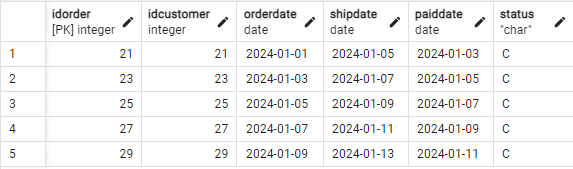 idorder idcustomer orderdate shipdate paiddate status
[PK] integer integer date date date "char"
1 21 21 2024-01-01 2024-01-05 2024-01-03 C
2 23 23 2024-01-03 2024-01-07 2024-01-05 C
3 25 25 2024-01-05 2024-01-09 2024-01-07 C
4 27 27 2024-01-07 2024-01-11 2024-01-09 C
5 29 29 2024-01-09 2024-01-13 2024-01-11 C